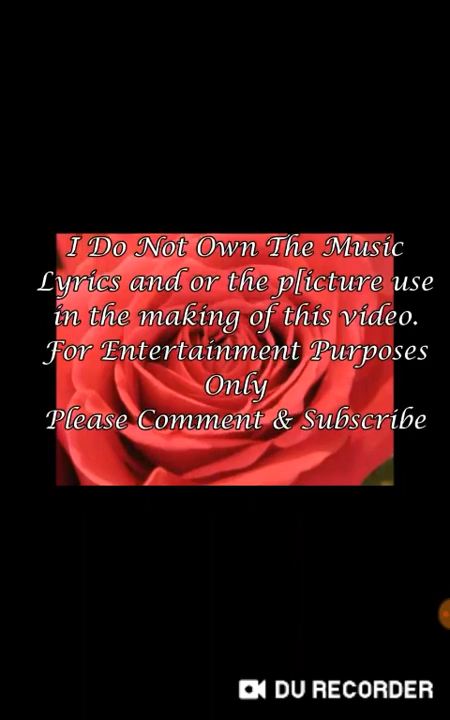 I Do Not Own The Music
Lyrics and or the p[icture use
in the making of this video.
For Entertainment Purposes
Only
Please Comment & Subscribe
DU RECORDER